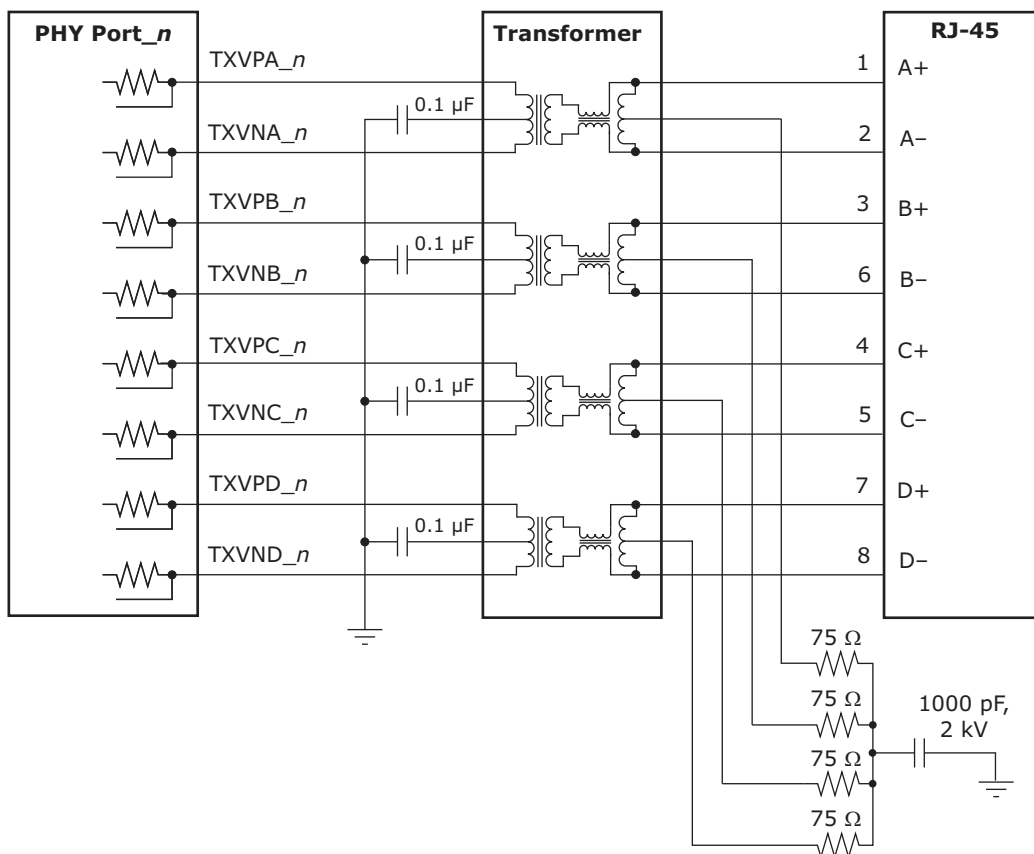 PHY Port_n
Transformer
RJ-45
TXVPA_n
1
A+
0.1 µF
TXVNA_n
2
A–
TXVPB_n
3
B+
0.1 µF
TXVNB_n
6
B–
TXVPC_n
4
C+
0.1 µF
TXVNC_n
5
C–
TXVPD_n
7
D+
0.1 µF
TXVND_n
8
D–
75 Ω
75 Ω
1000 pF,
2 kV
75 Ω
75 Ω